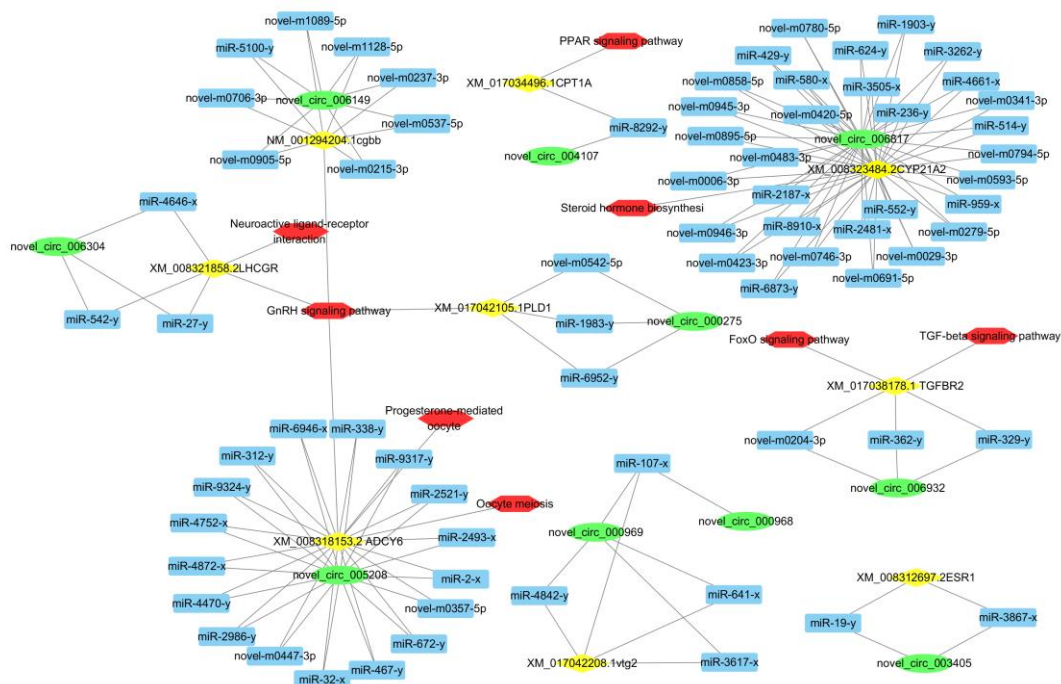 novel-m1089-5p
miR-5100-y
novel-m1128-5p
novel-m0237-3p
novel-m0706-3p
novel_circ_006149
novel-m0537-5p
NM_001294204.1cgbb
novel-m0905-5p
novel-m0215-3p
PPAR signaling pathway
XM_017034496.1CPT1A
miR-8292-y
novel_circ_004107
novel-m0780-5p
miR-1903-y
miR-429-y
miR-624-y
miR-3262-y
novel-m0858-5p
miR-580-x
miR-3505-x
miR-4661-x
novel-m0341-3p
novel-m0945-3p
novel-m0420-5p
miR-236-y
miR-514-y
novel-m0895-5p
novel_circ_006817
novel-m0483-3p
novel-m0794-5p
XM_008323484.2CYP21A2
novel-m0006-3p
novel-m0593-5p
miR-2187-x
Steroid hormone biosynthesi
miR-552-y
miR-959-x
novel-m0946-3p
miR-8910-x
miR-2481-x
novel-m0279-5p
novel-m0423-3p
novel-m0746-3p
novel-m0029-3p
miR-6873-y
novel-m0691-5p
miR-4646-x
Neuroactive ligand-receptor
interaction
novel_circ_006304
XM_008321858.2LHCGR
GnRH signaling pathway
miR-542-y
miR-27-y
novel-m0542-5p
XM_017042105.1PLD1
miR-1983-y
novel_circ_000275
miR-6952-y
FoxO signaling pathway
TGF-beta signaling pathway
XM_017038178.1 TGFBR2
novel-m0204-3p
miR-362-y
miR-329-y
novel_circ_006932
Progesterone-mediated
oocyte
miR-6946-x
miR-338-y
miR-312-y
miR-9317-y
miR-9324-y
miR-2521-y
Oocyte meiosis
miR-4752-x
miR-2493-x
XM_008318153.2 ADCY6
miR-4872-x
novel_circ_005208
miR-2-x
miR-4470-y
novel-m0357-5p
miR-2986-y
miR-672-y
novel-m0447-3p
miR-467-y
miR-32-x
miR-107-x
novel_circ_000968
novel_circ_000969
miR-4842-y
miR-641-x
XM_017042208.1vtg2
miR-3617-x
XM_008312697.2ESR1
miR-19-y
miR-3867-x
novel_circ_003405